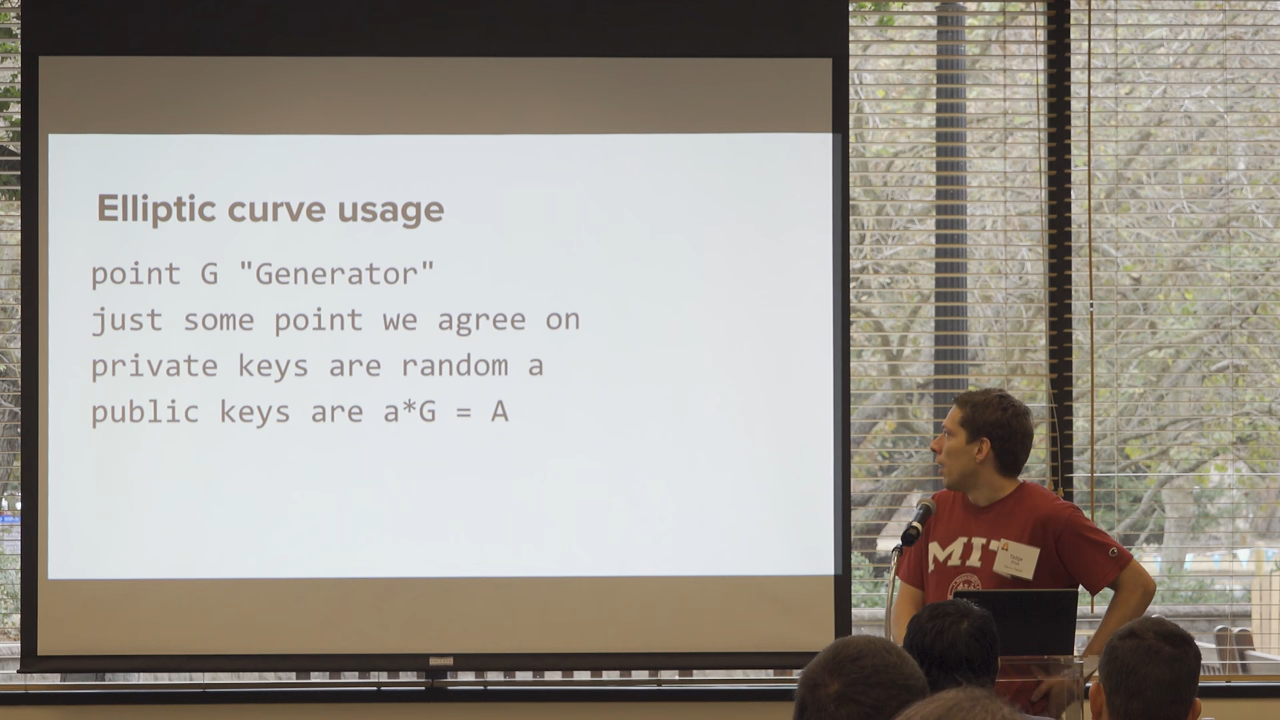 Elliptic curve usage
point G "Generator"
just some point we agree on
private keys are random a
public keys are a*G = A
MIT